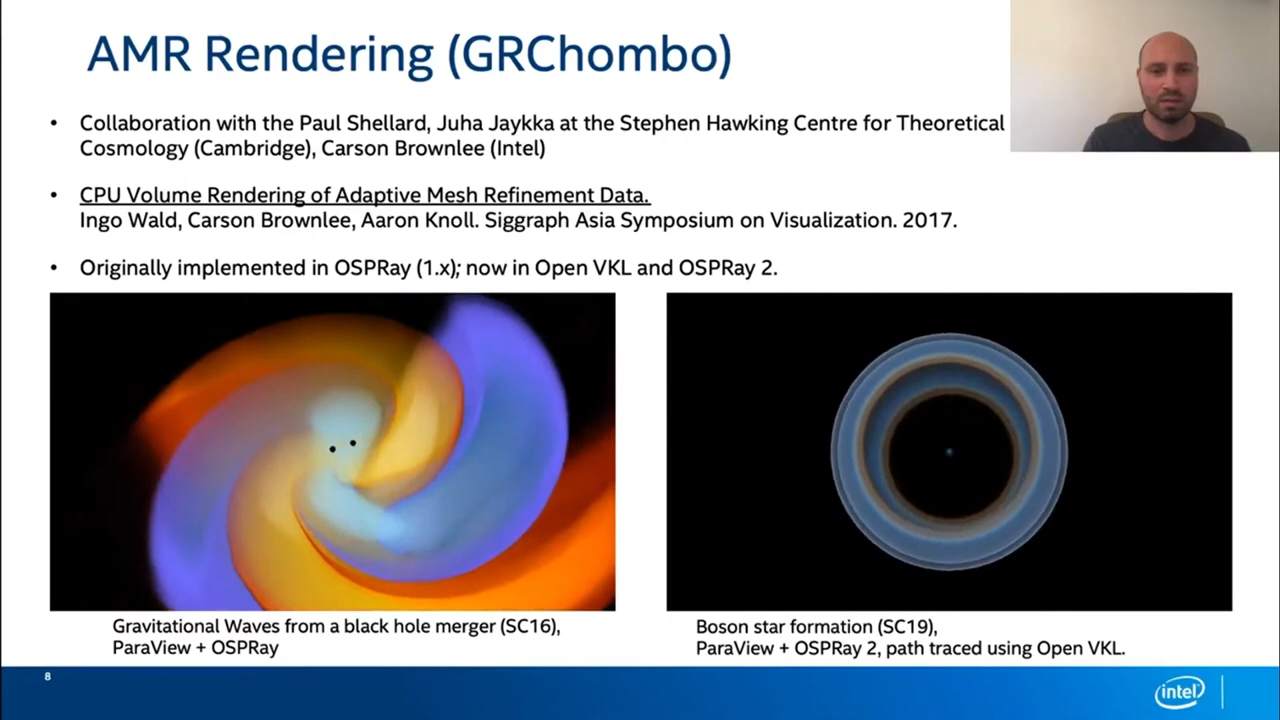 AMR Rendering (GRChombo)
• Collaboration with the Paul Shellard, Juha Jaykka at the Stephen Hawking Centre for Theoretical
Cosmology (Cambridge), Carson Brownlee (Intel)
• CPU Volume Rendering of Adaptive Mesh Refinement Data.
Ingo Wald, Carson Brownlee, Aaron Knoll. Siggraph Asia Symposium on Visualization. 2017.
• Originally implemented in OSPRay (1.x); now in Open VKL and OSPRay 2.
Gravitational Waves from a black hole merger (SC16),
ParaView + OSPRay
Boson star formation (SC19),
ParaView + OSPRay 2, path traced using Open VKL.
8
intel